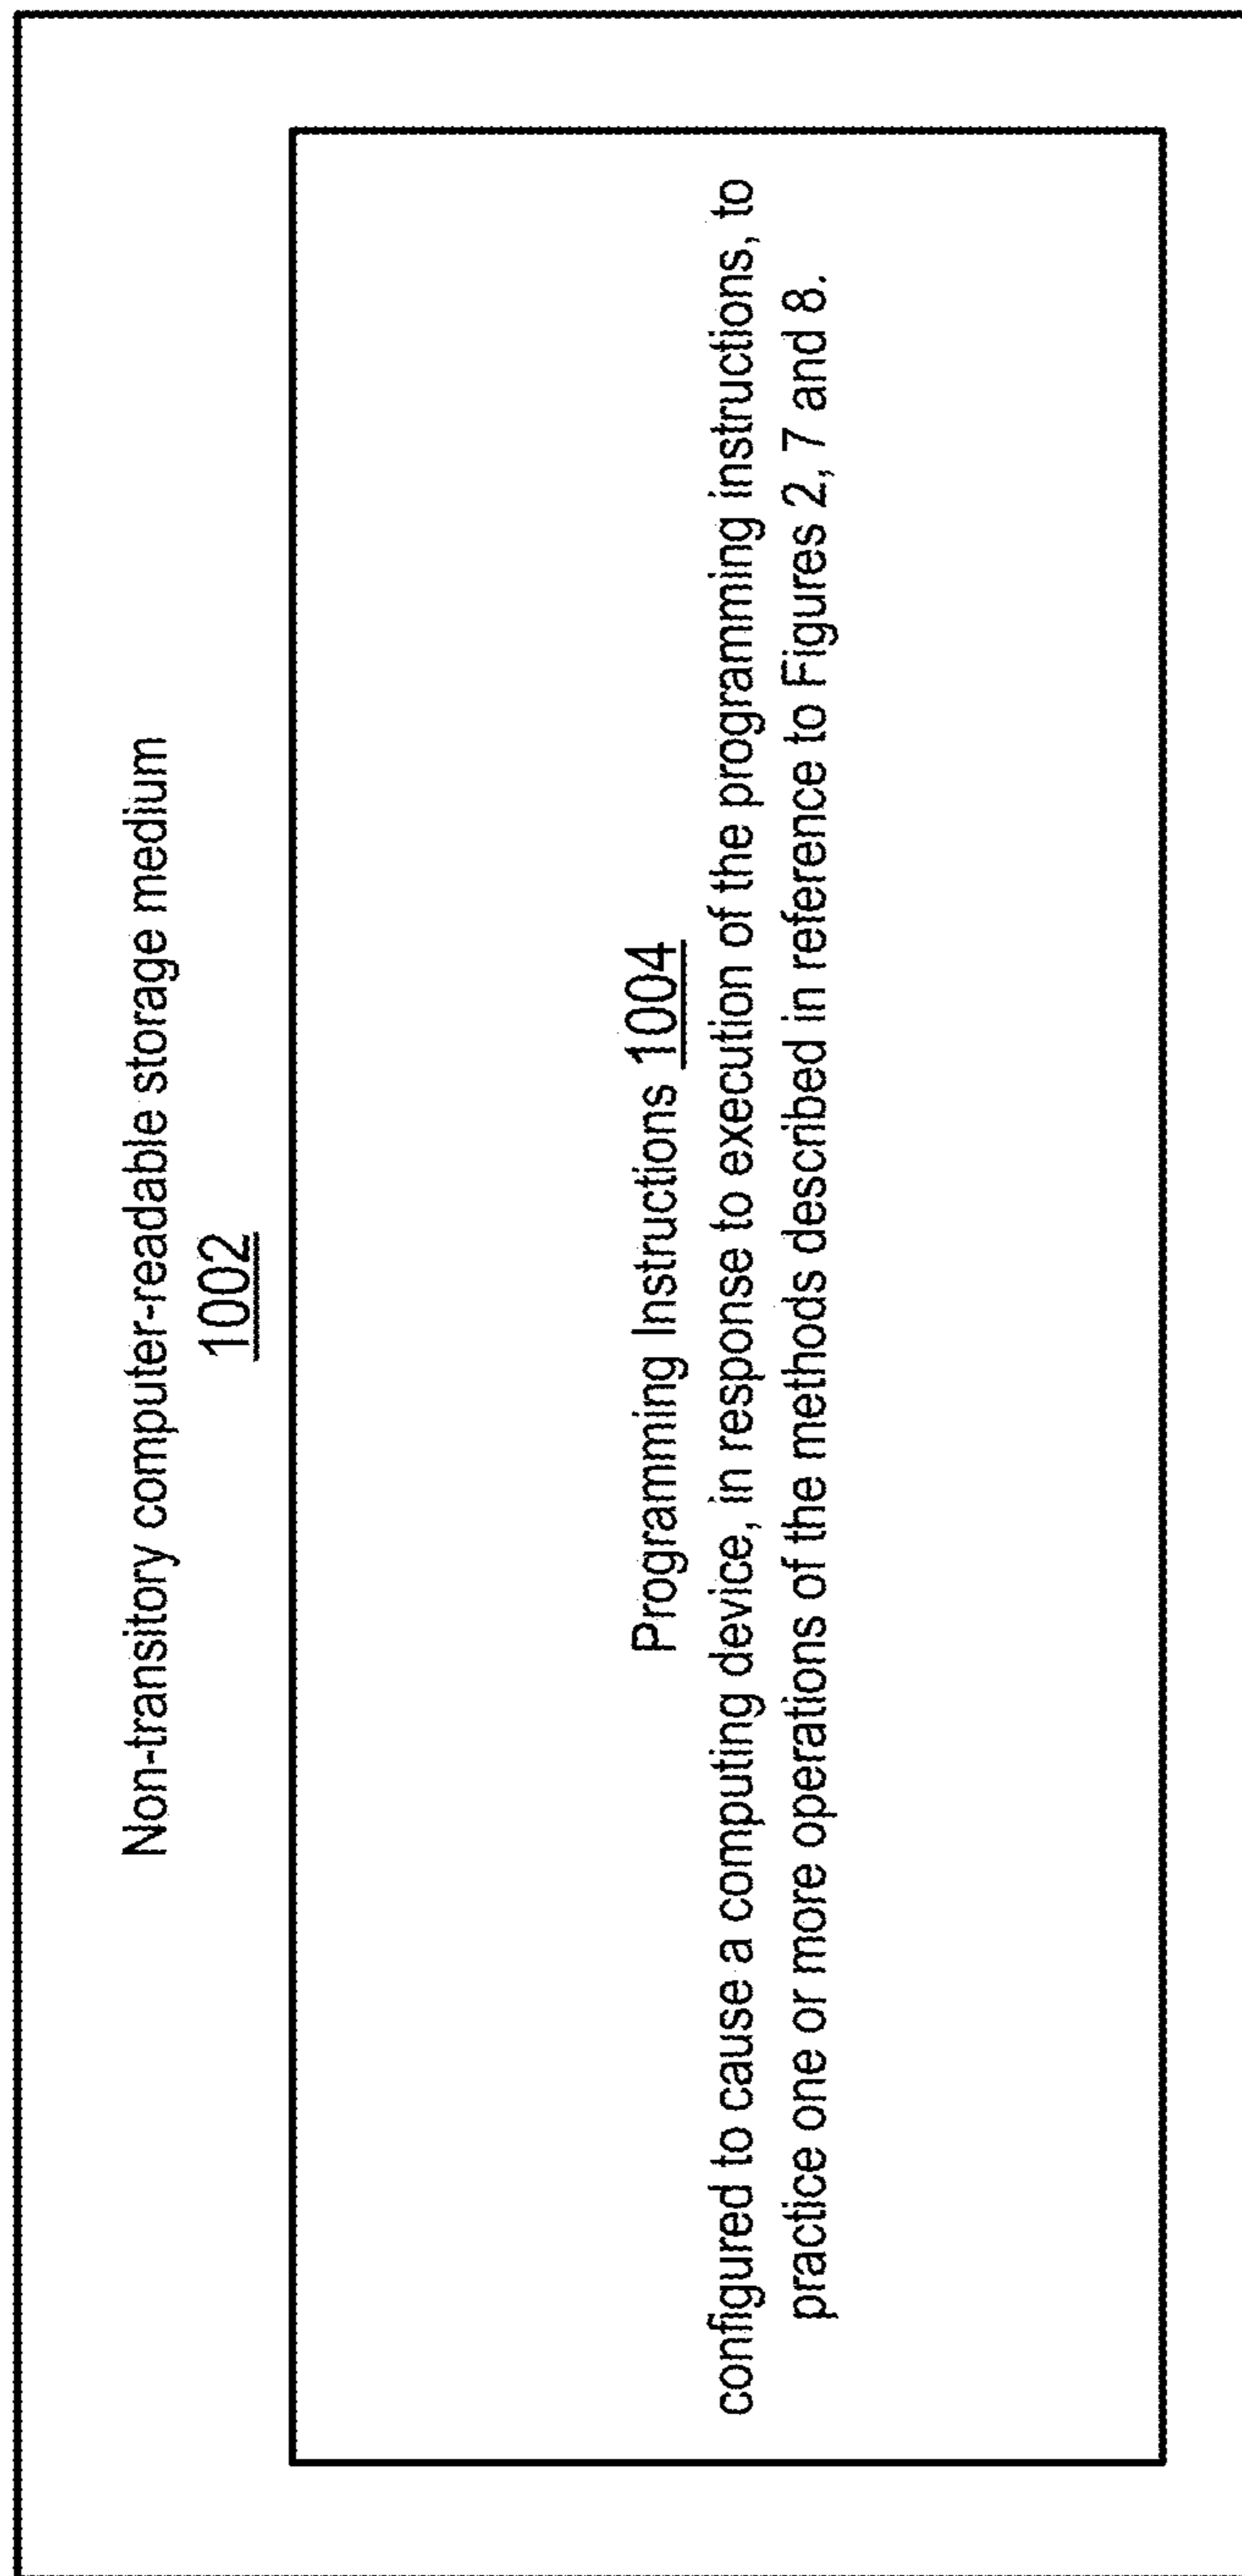 Non-transitory computer-readable storage medium
1002
Programming Instructions 1004
configured to cause a computing device, in response to execution of the programming instructions, to
practice one or more operations of the methods described in reference to Figures 2, 7 and 8.